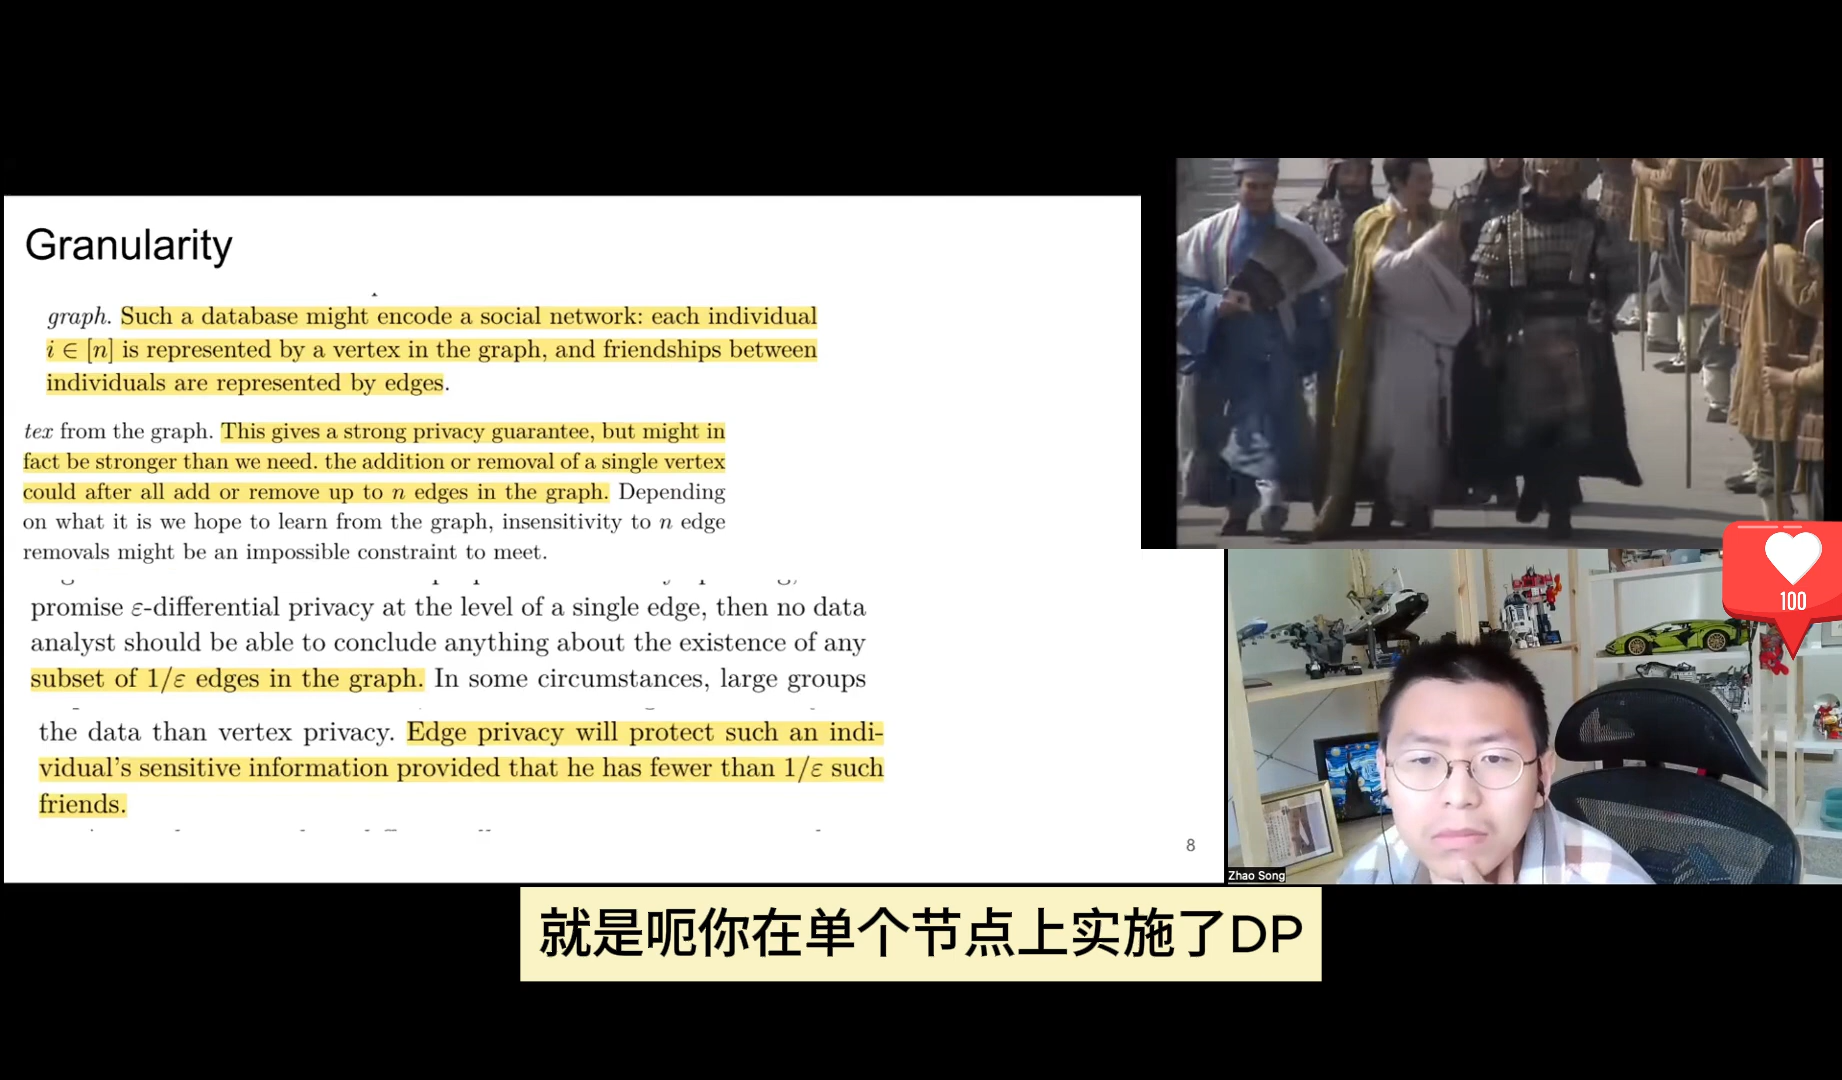 Granularity
graph. Such a database might encode a social network: each individual
i ∈ [n] is represented by a vertex in the graph, and friendships between
individuals are represented by edges.
tex from the graph. This gives a strong privacy guarantee, but might in
fact be stronger than we need. the addition or removal of a single vertex
could after all add or remove up to n edges in the graph. Depending
on what it is we hope to learn from the graph, insensitivity to n edge
removals might be an impossible constraint to meet.
promise ε-differential privacy at the level of a single edge, then no data
analyst should be able to conclude anything about the existence of any
subset of 1/ε edges in the graph. In some circumstances, large groups
the data than vertex privacy. Edge privacy will protect such an indi-
vidual's sensitive information provided that he has fewer than 1/ε such
friends.
8
100
Zhao Song
就是呃你在单个节点上实施了DP